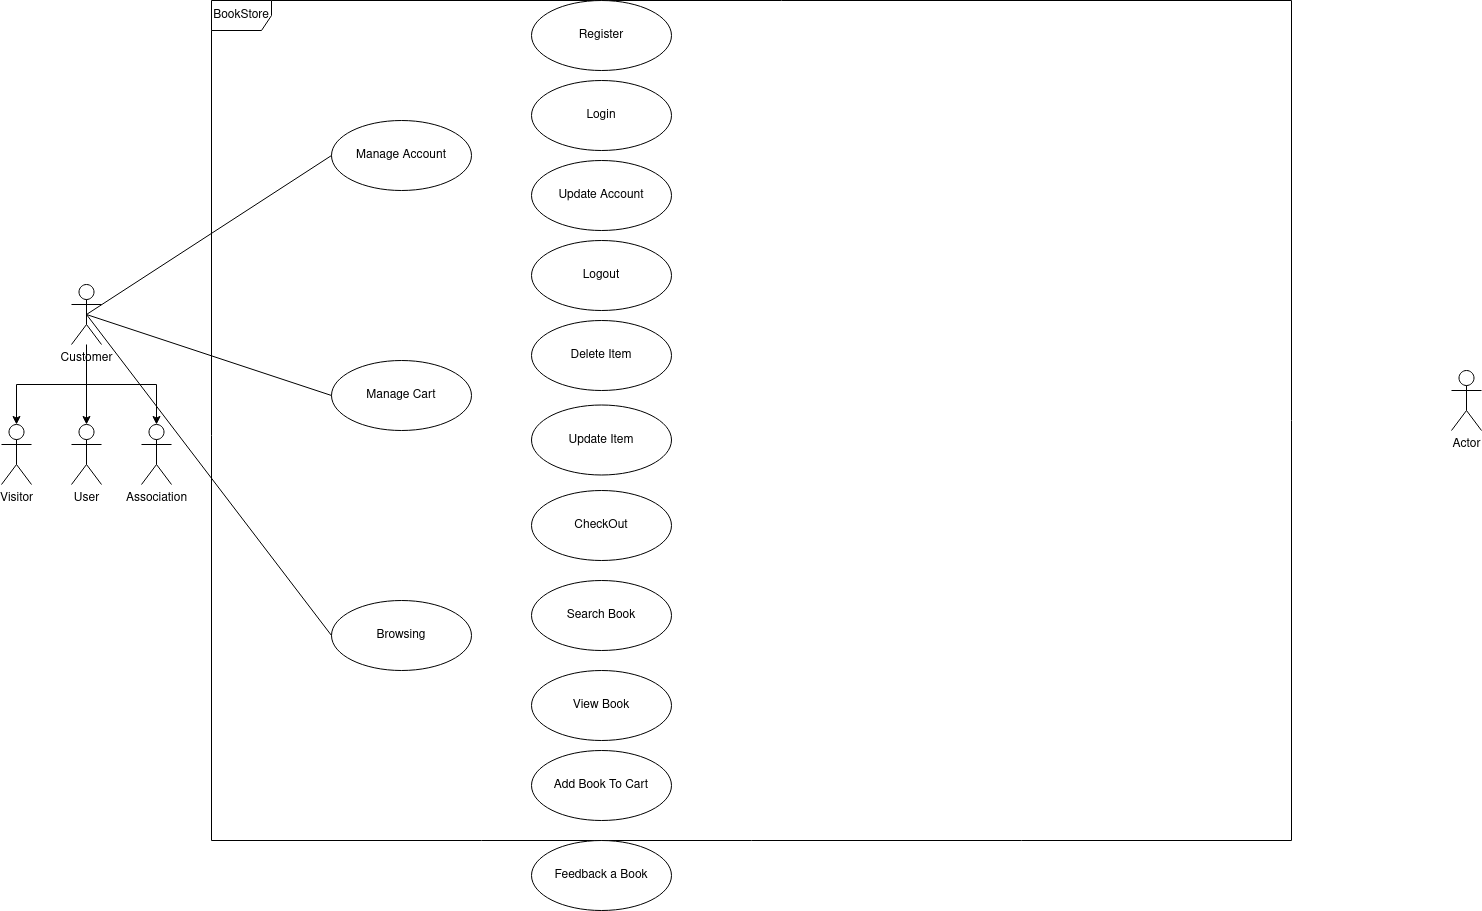 BookStore
Register
Login
Manage Account
Update Account
Logout
Customer
Delete Item
Manage Cart
Update Item
Actor
Visitor
User
Association
CheckOut
Search Book
Browsing
View Book
Add Book To Cart
Feedback a Book